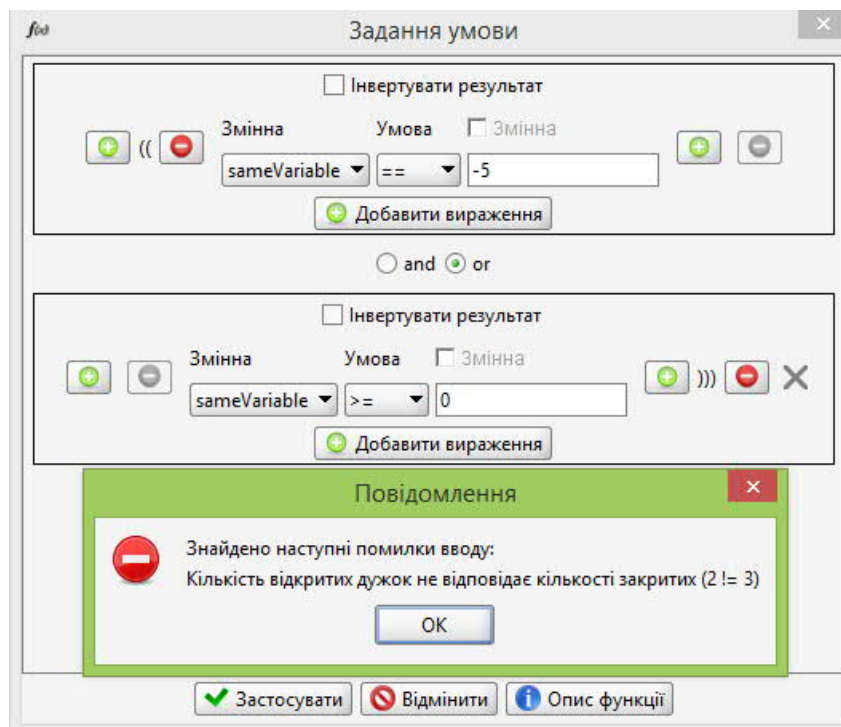 f(x) Задання умови
Інвертувати результат
Змінна Умова Змінна
(( sameVariable == -5
Добавити вираження
and or
Інвертувати результат
Змінна Умова Змінна
sameVariable >= 0 )))
Добавити вираження
Повідомлення
Знайдено наступні помилки вводу:
Кількість відкритих дужок не відповідає кількості закритих (2 != 3)
OK
Застосувати Відмінити Опис функції